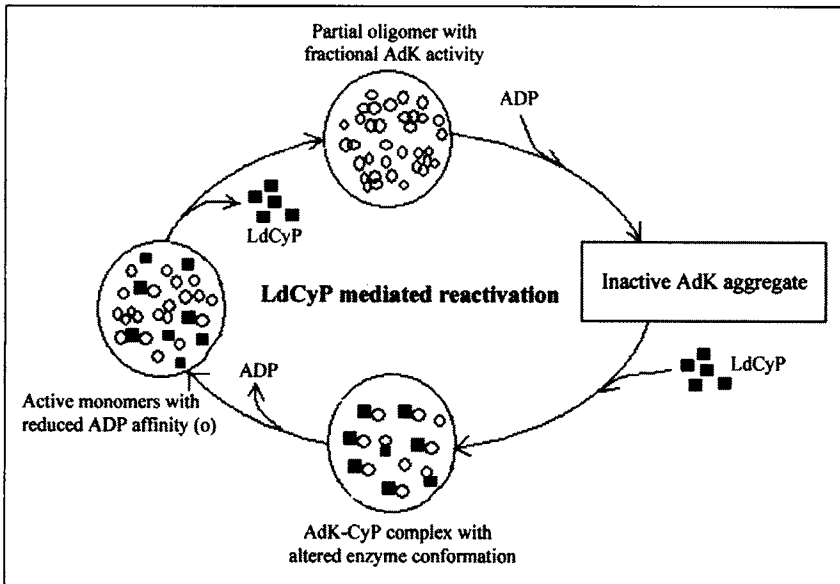 Partial oligomer with
fractional AdK activity
ADP
LdCyP
LdCyP mediated reactivation
Inactive AdK aggregate
LdCyP
ADP
Active monomers with
reduced ADP affinity (o)
AdK-CyP complex with
altered enzyme conformation